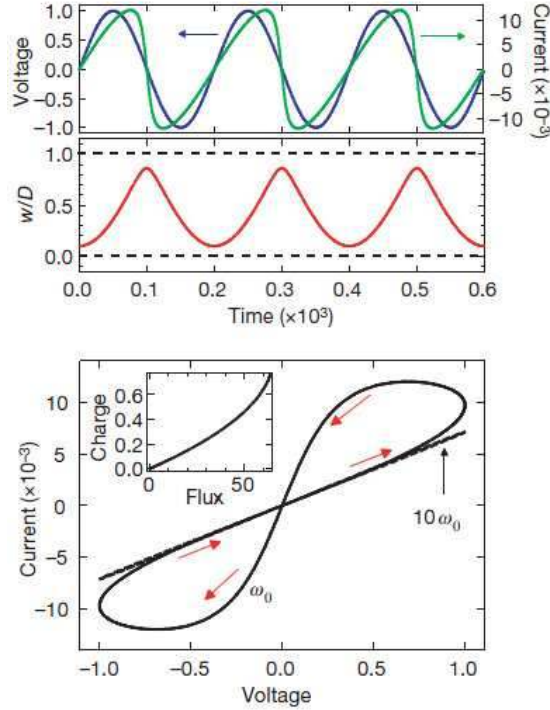 Voltage
1.0
0.5
0.0
−0.5
−1.0
Current (×10⁻³)
10
5
0
−5
−10
w/D
1.0
0.5
0.0
0.0 0.1 0.2 0.3 0.4 0.5 0.6
Time (×10³)
Current (×10⁻³)
10
5
0
−5
−10
Charge
0.6
0.4
0.2
0.0
0 50
Flux
10 ω₀
ω₀
−1.0 −0.5 0.0 0.5 1.0
Voltage